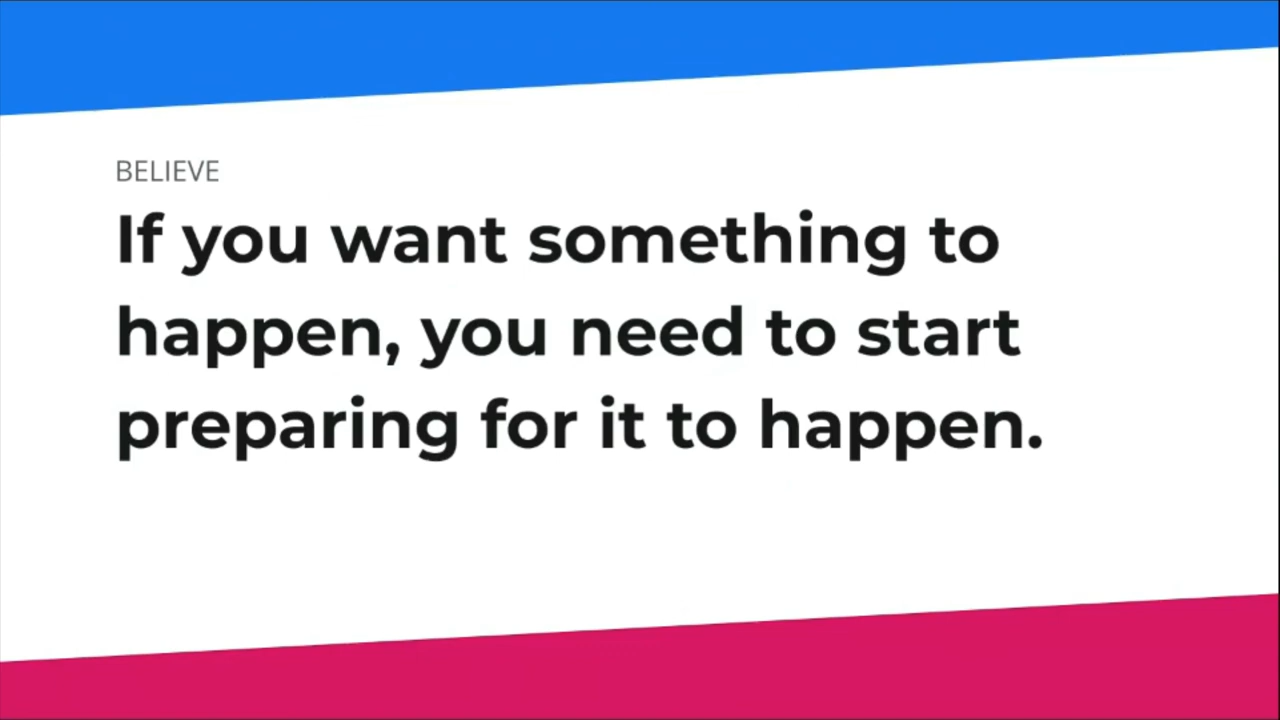 BELIEVE
If you want something to
happen, you need to start
preparing for it to happen.